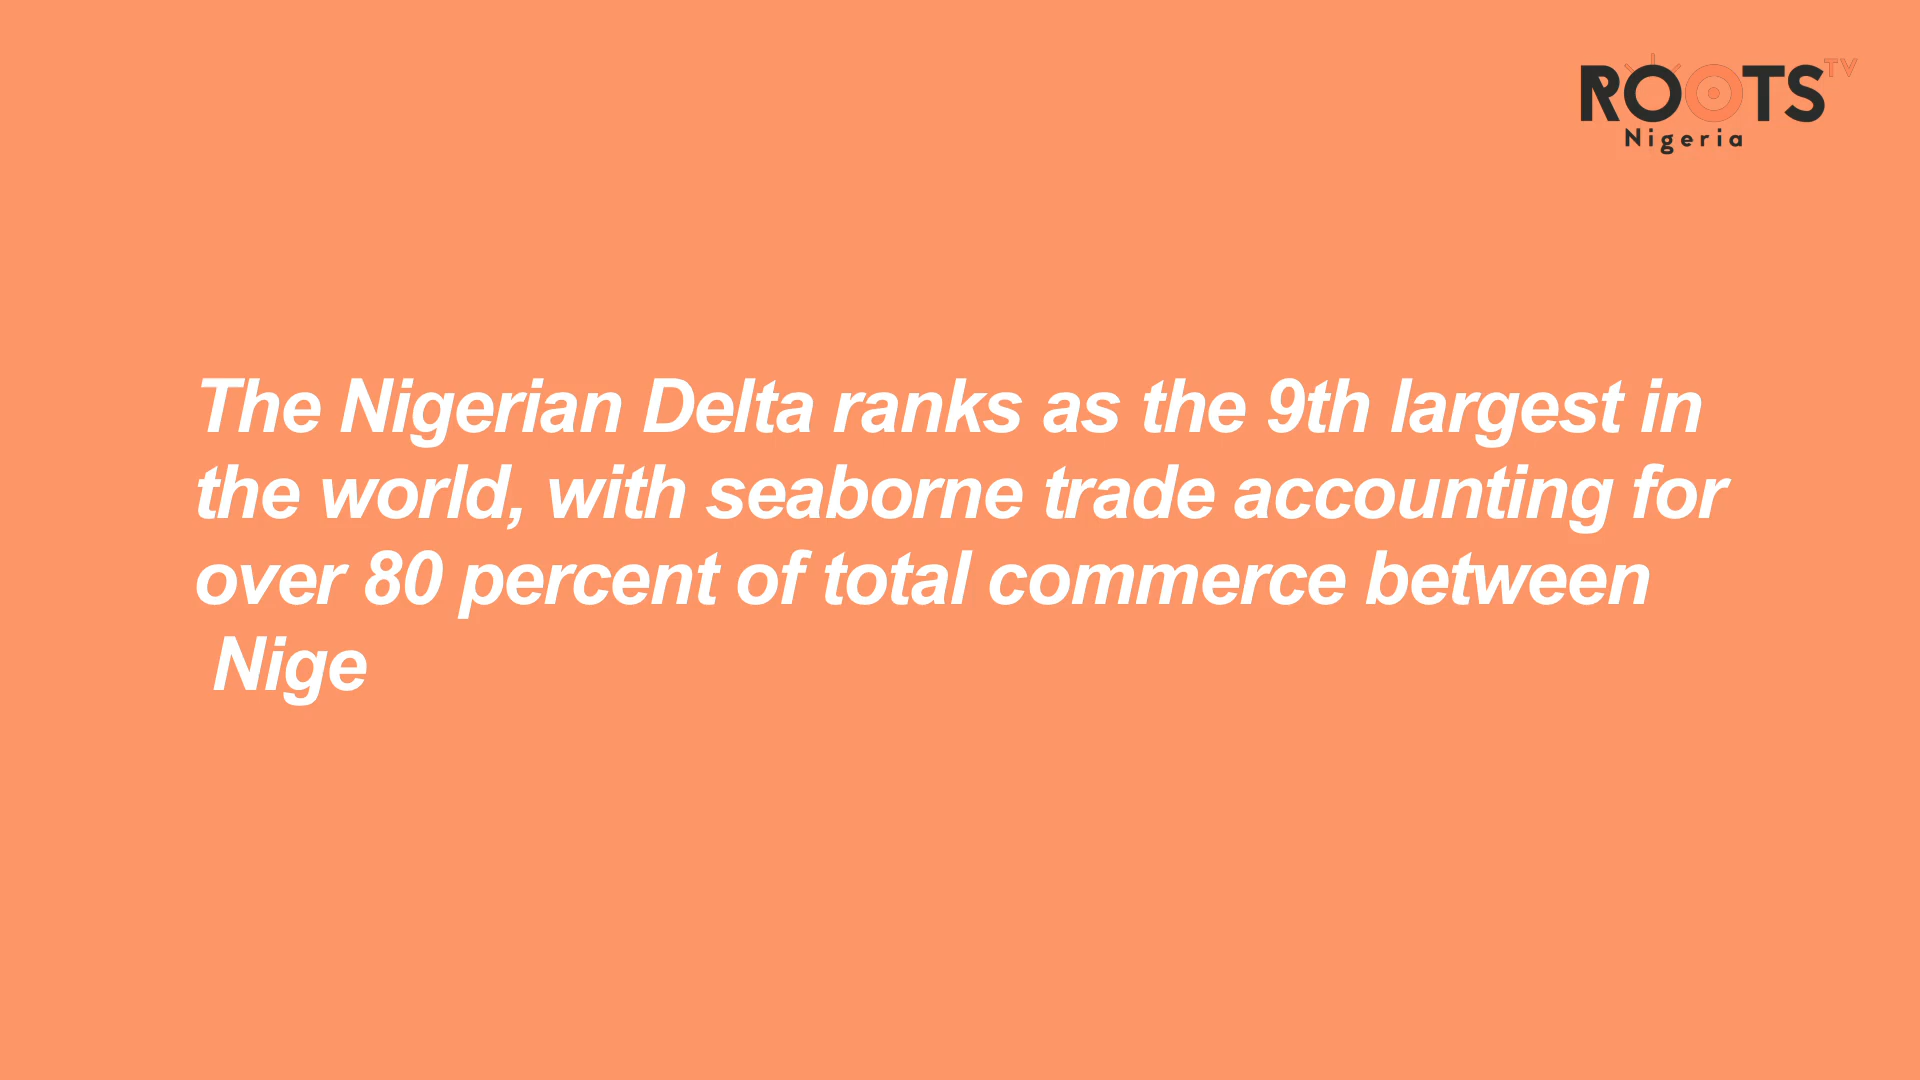 ROOTS TV
Nigeria
The Nigerian Delta ranks as the 9th largest in
the world, with seaborne trade accounting for
over 80 percent of total commerce between
Nige